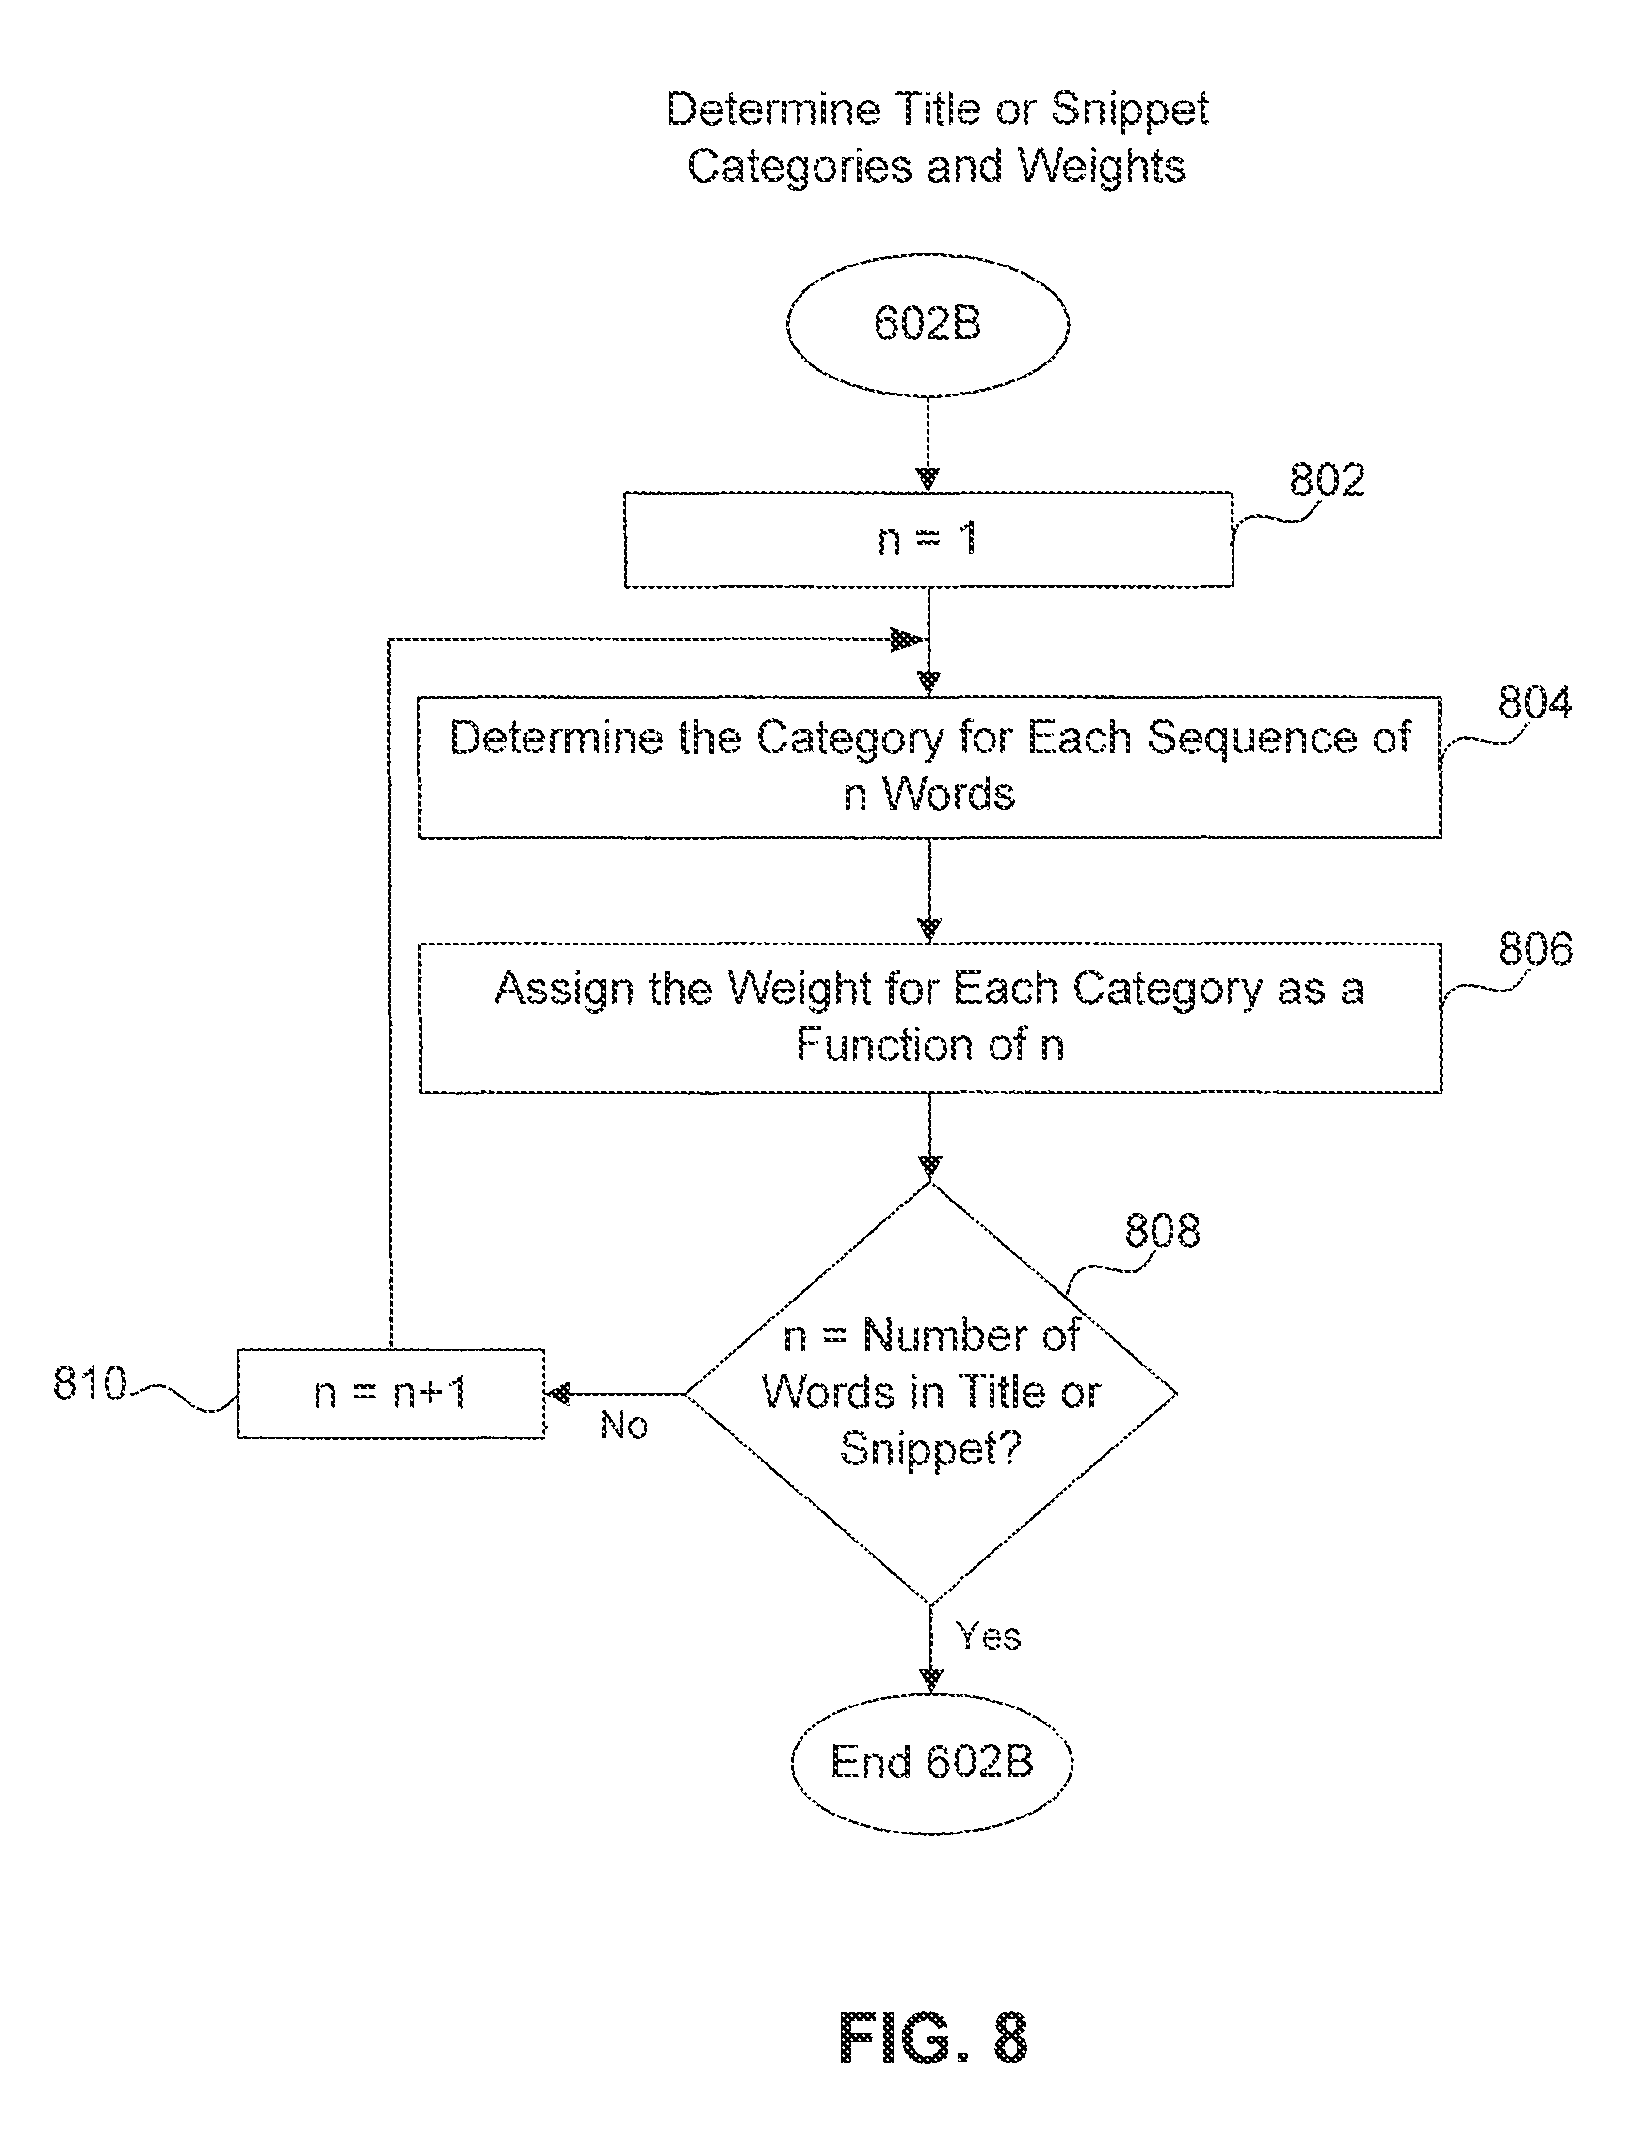 Determine Title or Snippet
Categories and Weights
602B
802
n = 1
804
Determine the Category for Each Sequence of
n Words
806
Assign the Weight for Each Category as a
Function of n
808
n = Number of
Words in Title or
Snippet?
810
n = n+1
No
Yes
End 602B
FIG. 8